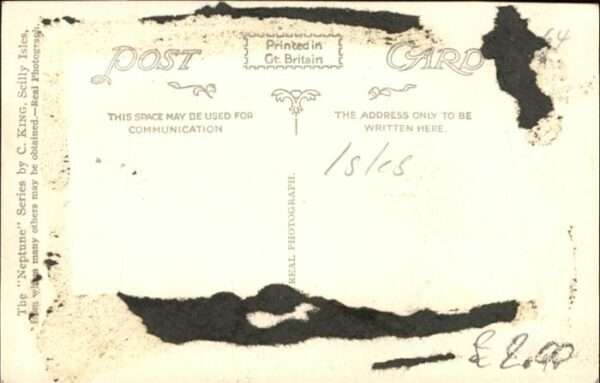 The "Neptune" Series by C. KING, Scilly Isles,
from whom many others may be obtained.—Real Photograph.
POST CARD
Printed in
Gt. Britain
THIS SPACE MAY BE USED FOR
COMMUNICATION
THE ADDRESS ONLY TO BE
WRITTEN HERE.
REAL PHOTOGRAPH.
£2.00